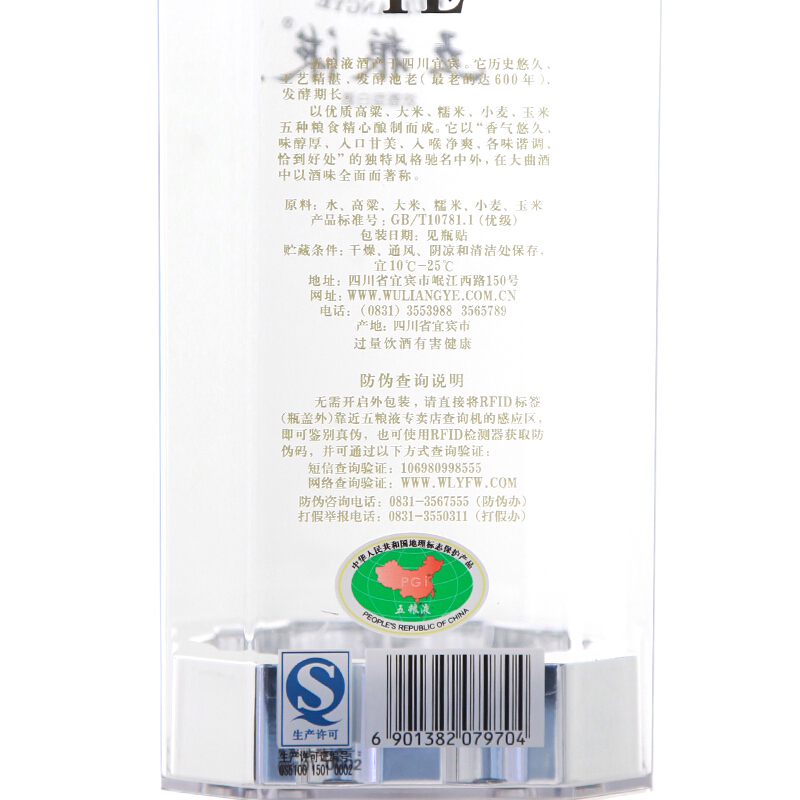 YE
五粮液
五粮液酒产于四川宜宾。它历史悠久、
工艺精湛、发酵池老(最老的达600年)、
发酵期长。
以优质高粱、大米、糯米、小麦、玉米
五种粮食精心酿制而成。它以“香气悠久、
味醇厚、入口甘美、入喉净爽、各味谐调、
恰到好处”的独特风格驰名中外,在大曲酒
中以酒味全面而著称。
原料:水、高粱、大米、糯米、小麦、玉米
产品标准号:GB/T10781.1(优级)
包装日期:见瓶贴
贮藏条件:干燥、通风、阴凉和清洁处保存,
宜10℃-25℃
地址:四川省宜宾市岷江西路150号
网址:WWW.WULIANGYE.COM.CN
电话:(0831) 3553988 3565789
产地:四川省宜宾市
过量饮酒有害健康
防伪查询说明
无需开启外包装,请直接将RFID标签
(瓶盖外)靠近五粮液专卖店查询机的感应区,
即可鉴别真伪,也可使用RFID检测器获取防
伪码,并可通过以下方式查询验证:
短信查询验证:106980998555
网络查询验证:WWW.WLYFW.COM
防伪咨询电话:0831-3567555(防伪办)
打假举报电话:0831-3550311(打假办)
中华人民共和国地理标志保护产品
PGI
五粮液
PEOPLE'S REPUBLIC OF CHINA
生产许可
生产许可证编号:
QS5100 1501 0002
6 901382 079704